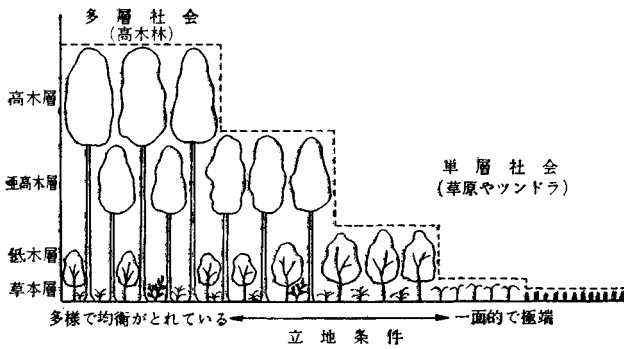 多層社会
(高木林)
高木層
亜高木層
低木層
草本層
単層社会
(草原やツンドラ)
多様で均衡がとれている
一面的で極端
立地条件